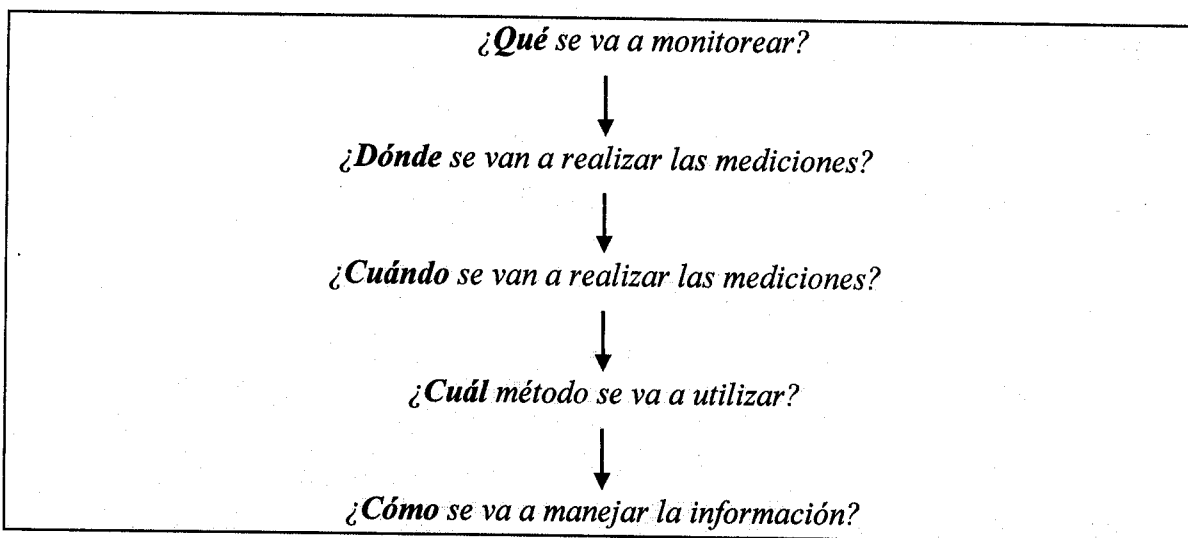 ¿Qué se va a monitorear?
¿Dónde se van a realizar las mediciones?
¿Cuándo se van a realizar las mediciones?
¿Cuál método se va a utilizar?
¿Cómo se va a manejar la información?